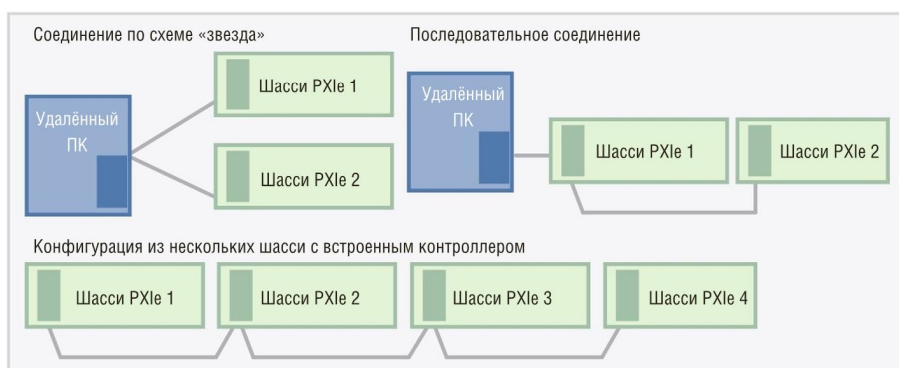 Соединение по схеме «звезда»
Удалённый
ПК
Шасси PXIe 1
Шасси PXIe 2
Последовательное соединение
Удалённый
ПК
Шасси PXIe 1
Шасси PXIe 2
Конфигурация из нескольких шасси с встроенным контроллером
Шасси PXIe 1
Шасси PXIe 2
Шасси PXIe 3
Шасси PXIe 4